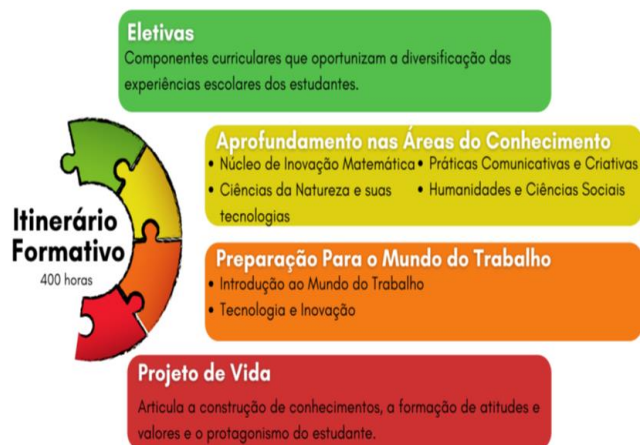 Eletivas
Componentes curriculares que oportunizam a diversificação das
experiências escolares dos estudantes.
Aprofundamento nas Áreas do Conhecimento
• Núcleo de Inovação Matemática
• Ciências da Natureza e suas
tecnologias
• Práticas Comunicativas e Criativas
• Humanidades e Ciências Sociais
Itinerário
Formativo
400 horas
Preparação Para o Mundo do Trabalho
• Introdução ao Mundo do Trabalho
• Tecnologia e Inovação
Projeto de Vida
Articula a construção de conhecimentos, a formação de atitudes e
valores e o protagonismo do estudante.